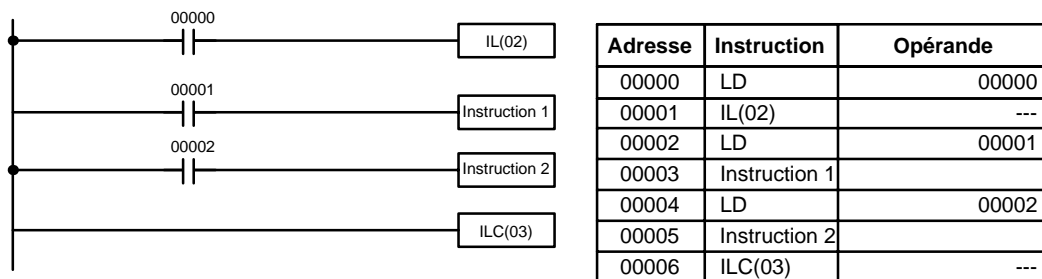 00000
IL(02)
00001
Instruction 1
00002
Instruction 2
ILC(03)
Adresse Instruction Opérande
00000 LD 00000
00001 IL(02) ---
00002 LD 00001
00003 Instruction 1
00004 LD 00002
00005 Instruction 2
00006 ILC(03) ---